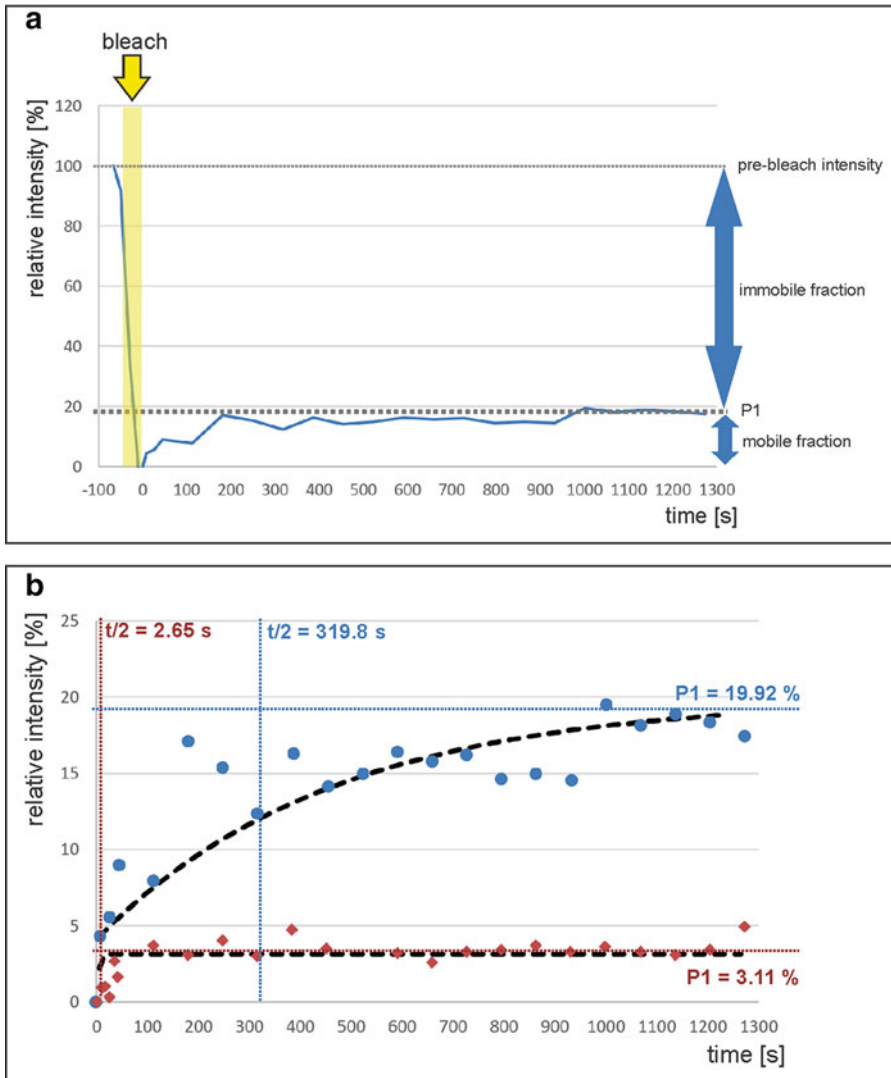 a
bleach
relative intensity [%]
120
100
80
60
40
20
0
pre-bleach intensity
immobile fraction
P1
mobile fraction
-100 0 100 200 300 400 500 600 700 800 900 1000 1100 1200 1300
time [s]
b
relative intensity [%]
25
20
15
10
5
0
t/2 = 2.65 s
t/2 = 319.8 s
P1 = 19.92 %
P1 = 3.11 %
0 100 200 300 400 500 600 700 800 900 1000 1100 1200 1300
time [s]